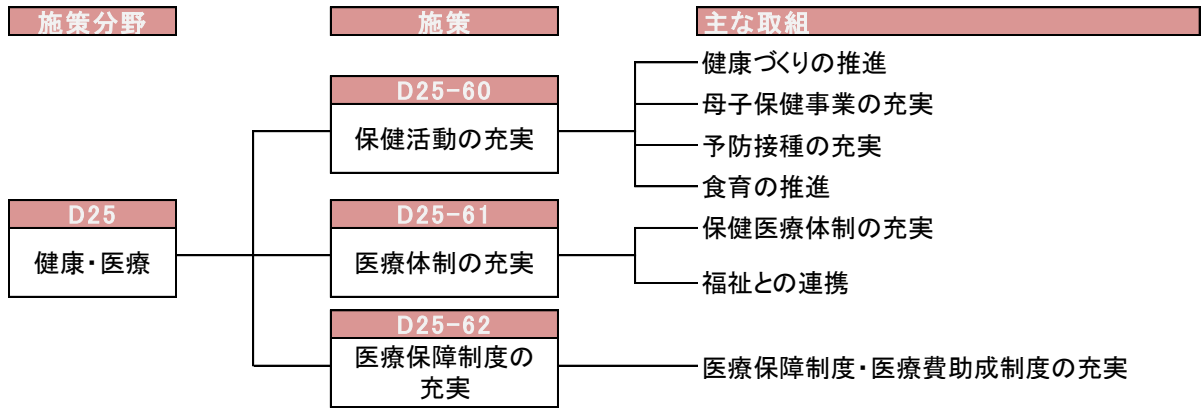 施策分野
施策
主な取組
D25
健康・医療
D25-60
保健活動の充実
健康づくりの推進
母子保健事業の充実
予防接種の充実
食育の推進
D25-61
医療体制の充実
保健医療体制の充実
福祉との連携
D25-62
医療保障制度の
充実
医療保障制度・医療費助成制度の充実